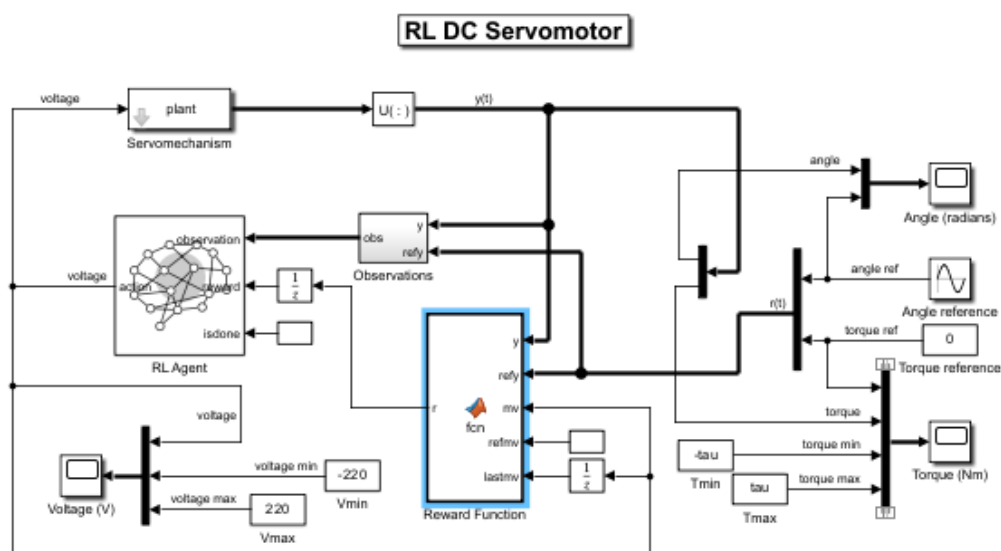 RL DC Servomotor
voltage
plant
Servomechanism
U( : )
y(t)
angle
Angle (radians)
observation
action
reward
isdone
RL Agent
voltage
obs
y
refy
Observations
1
z
r(t)
angle ref
Angle reference
torque ref
0
Torque reference
y
refy
mv
refmv
lastmv
r
fcn
Reward Function
1
z
voltage
voltage min
-220
Vmin
voltage max
220
Vmax
Voltage (V)
torque
torque min
-tau
Tmin
torque max
tau
Tmax
Torque (Nm)